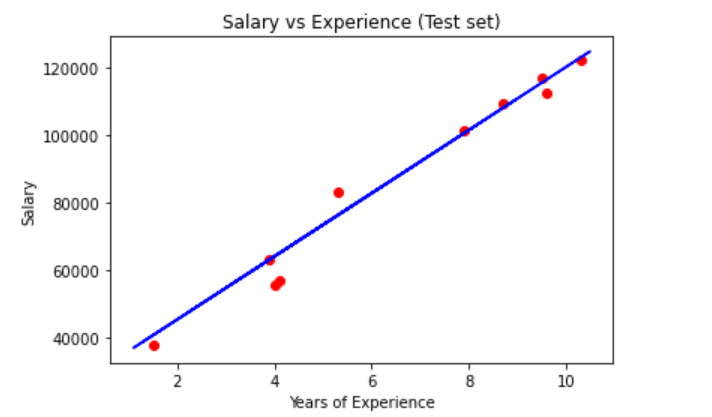 Salary vs Experience (Test set)
120000
100000
80000
60000
40000
Salary
2 4 6 8 10
Years of Experience